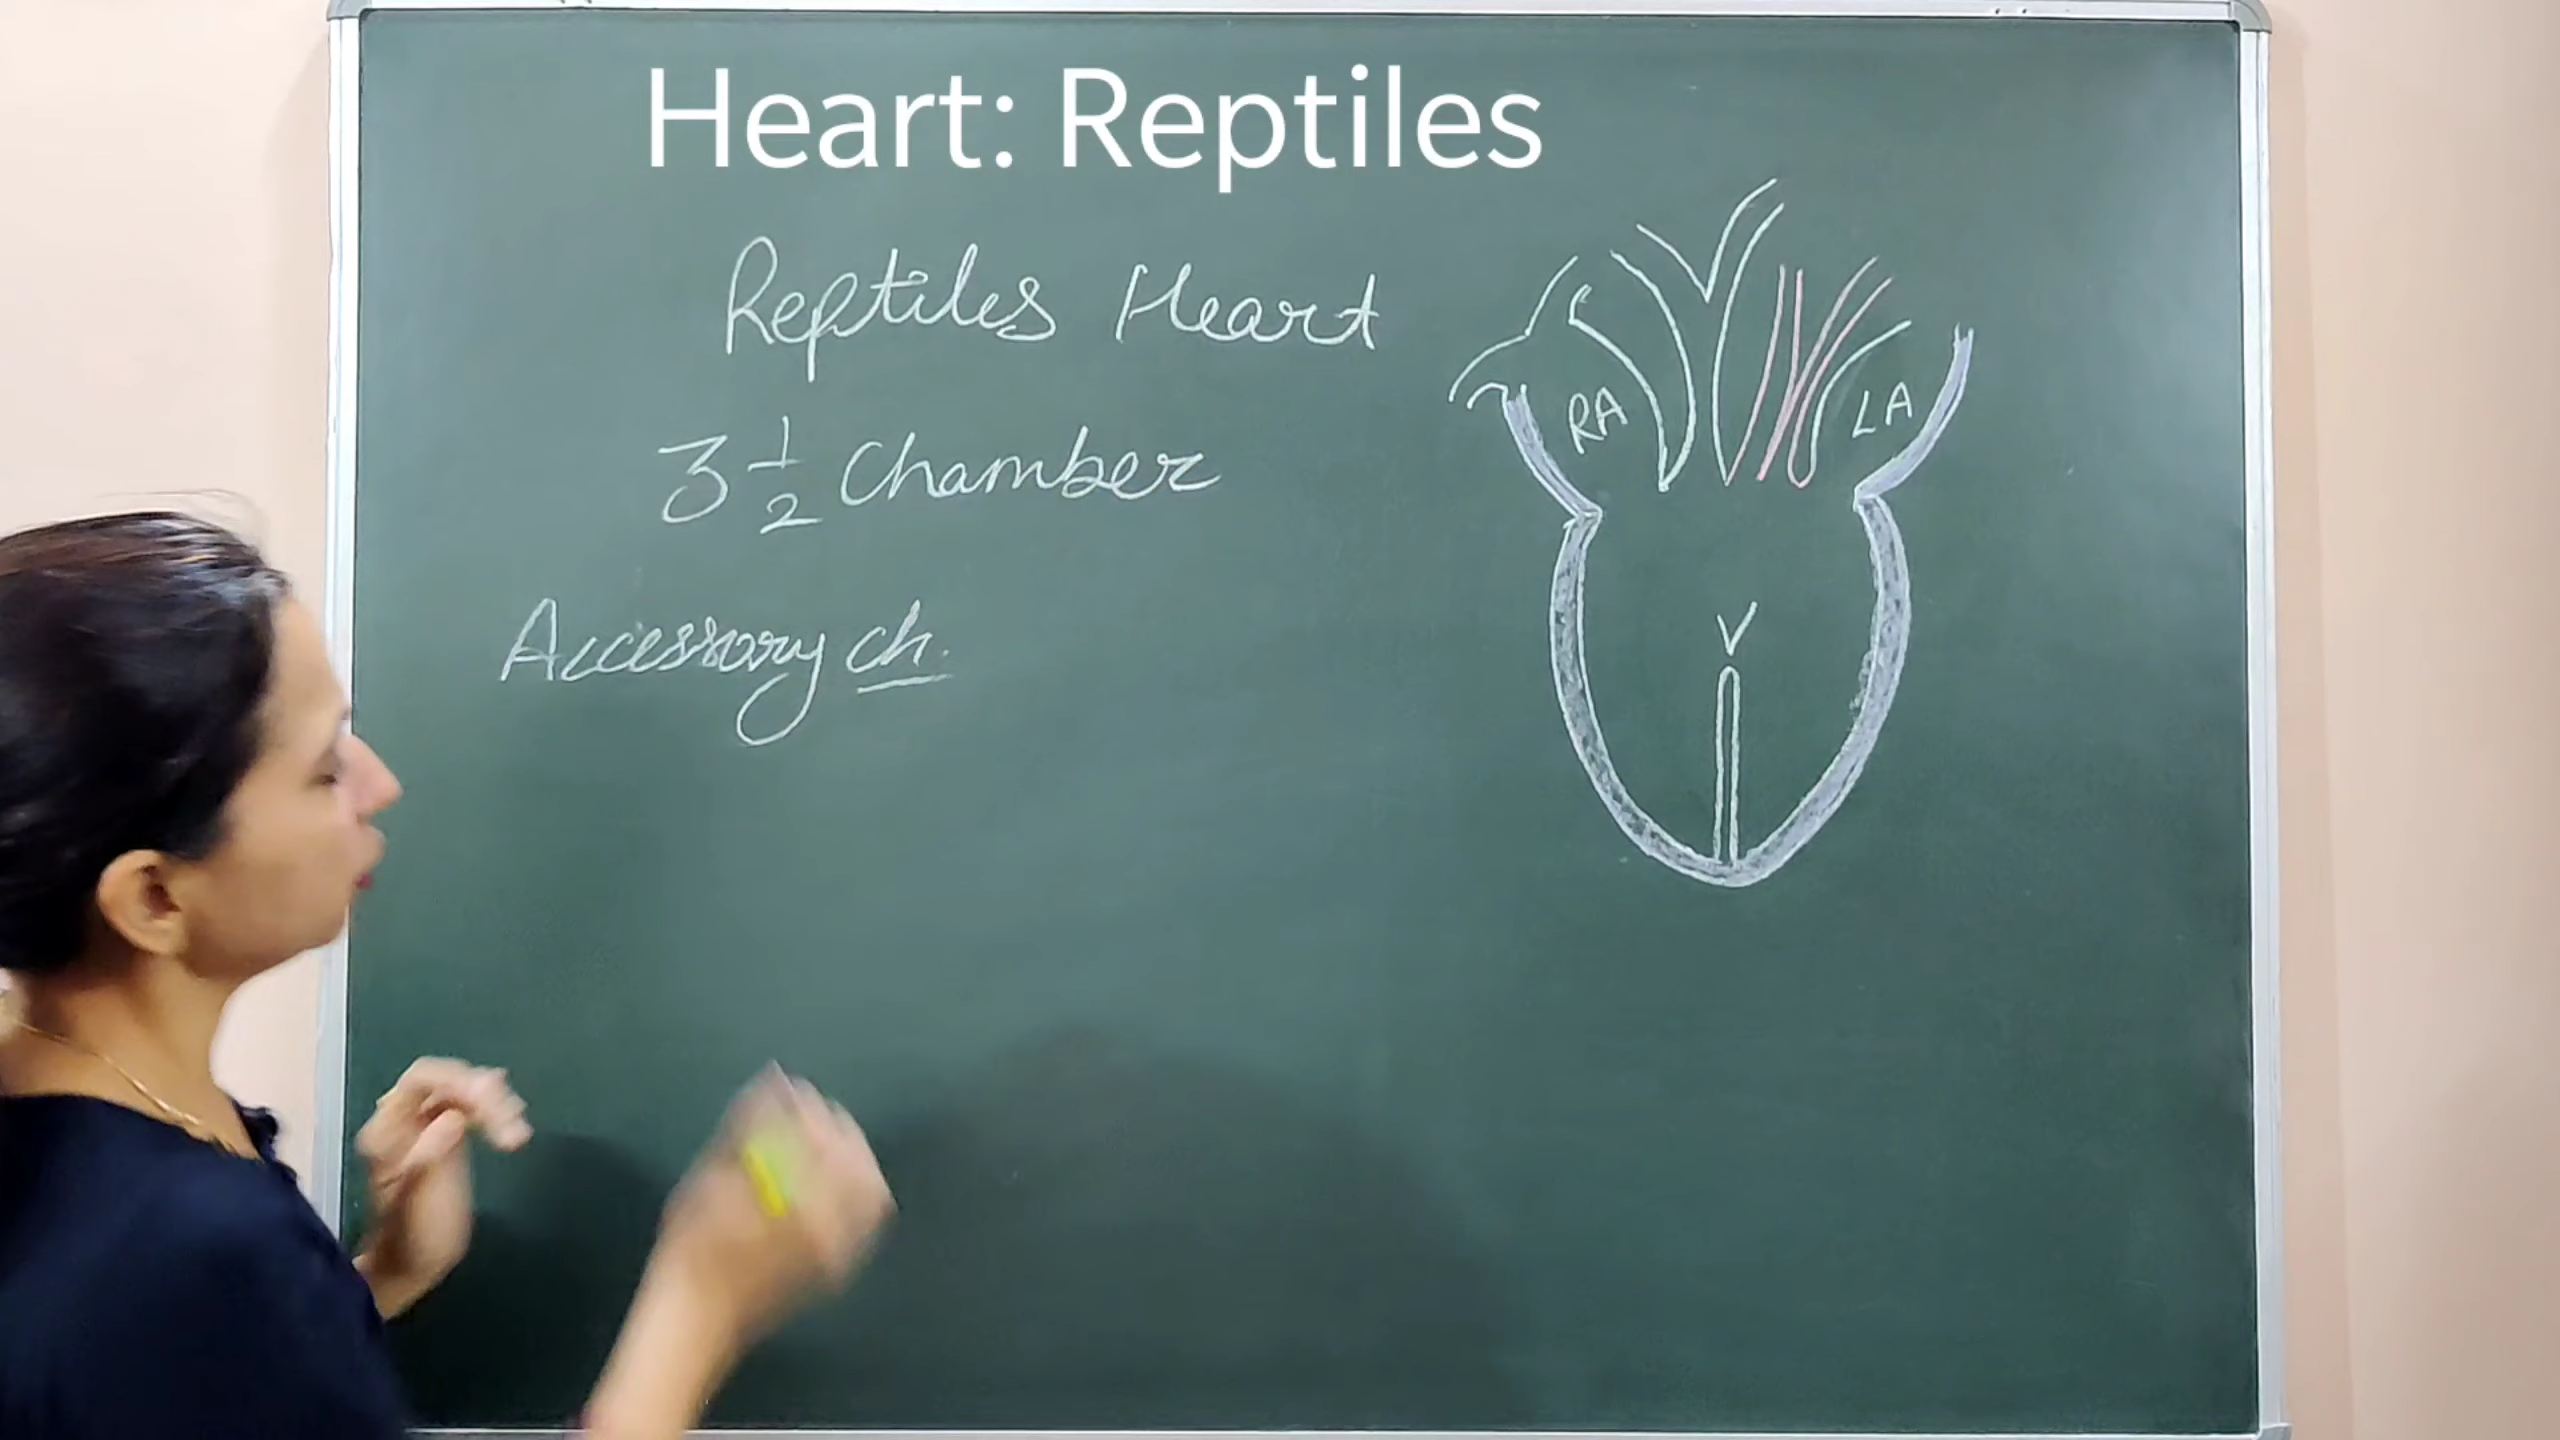 Heart: Reptiles
Reptiles Heart
3 1/2 Chamber
Accessory ch.
RA
LA
V